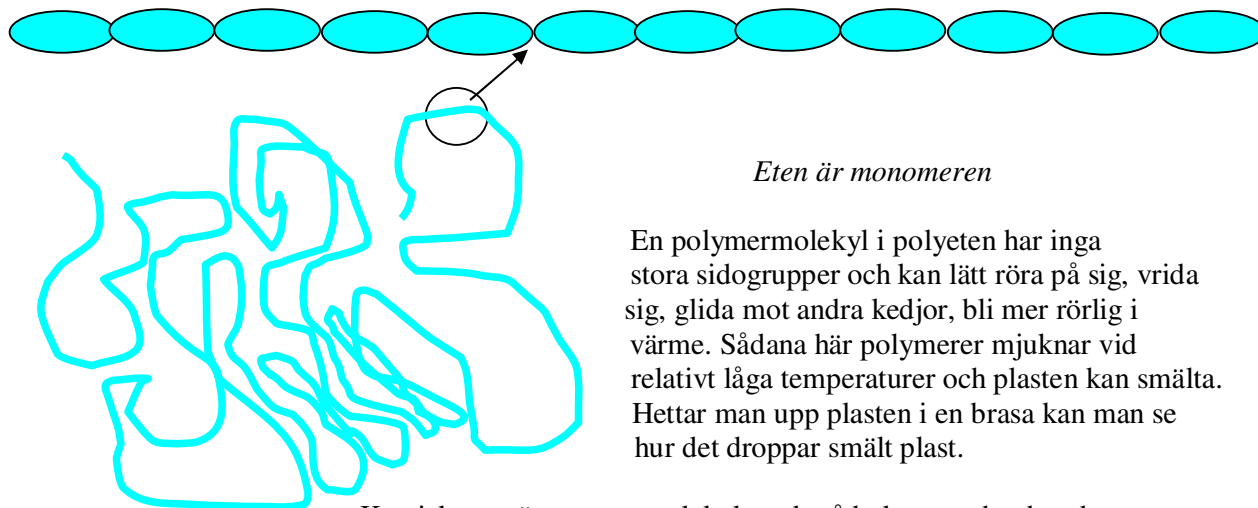 Eten är monomeren
En polymermolekyl i polyeten har inga
stora sidogrupper och kan lätt röra på sig, vrida
sig, glida mot andra kedjor, bli mer rörlig i
värme. Sådana här polymerer mjuknar vid
relativt låga temperaturer och plasten kan smälta.
Hettar man upp plasten i en brasa kan man se
hur det droppar smält plast.